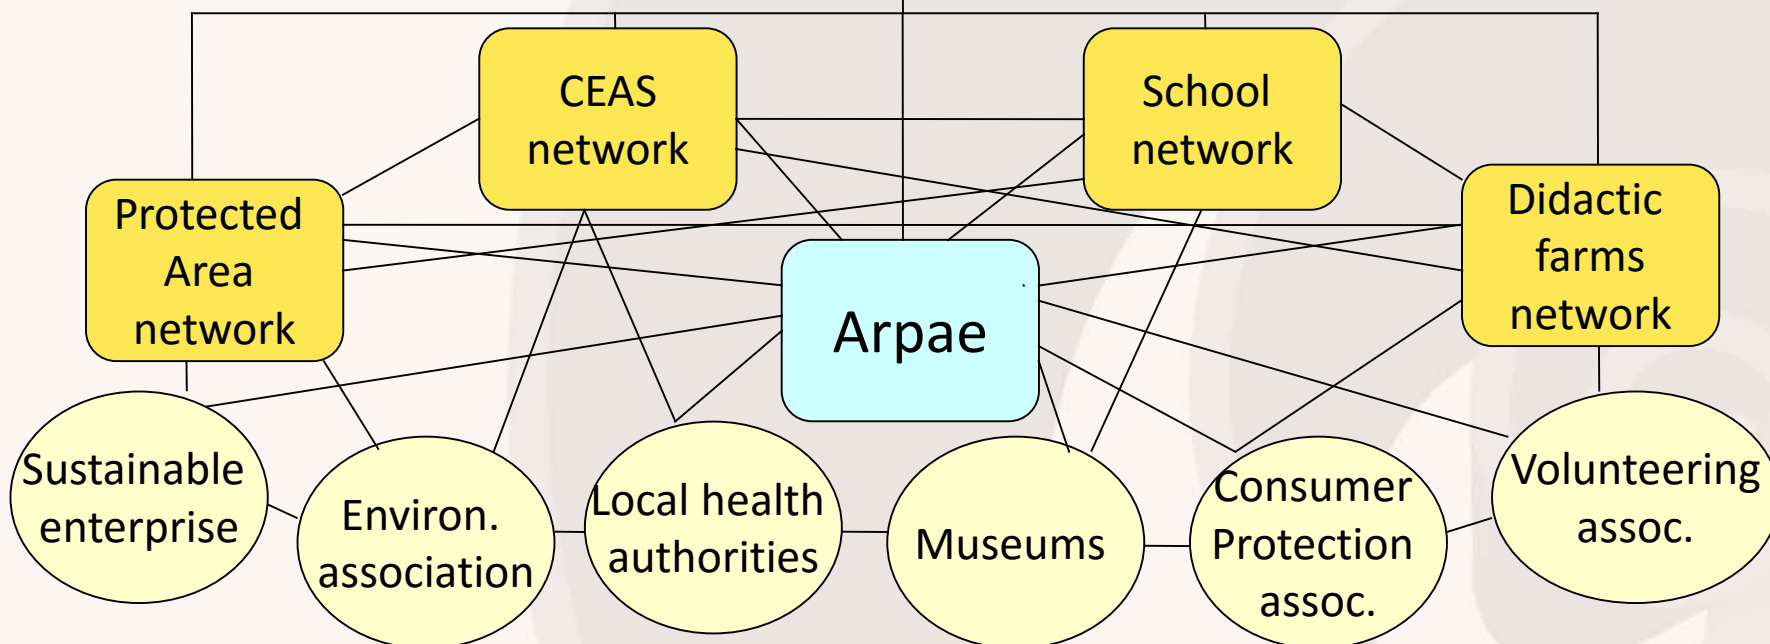 CEAS
network
School
network
Protected
Area
network
Didactic
farms
network
Arpae
Sustainable
enterprise
Environ.
association
Local health
authorities
Museums
Consumer
Protection
assoc.
Volunteering
assoc.